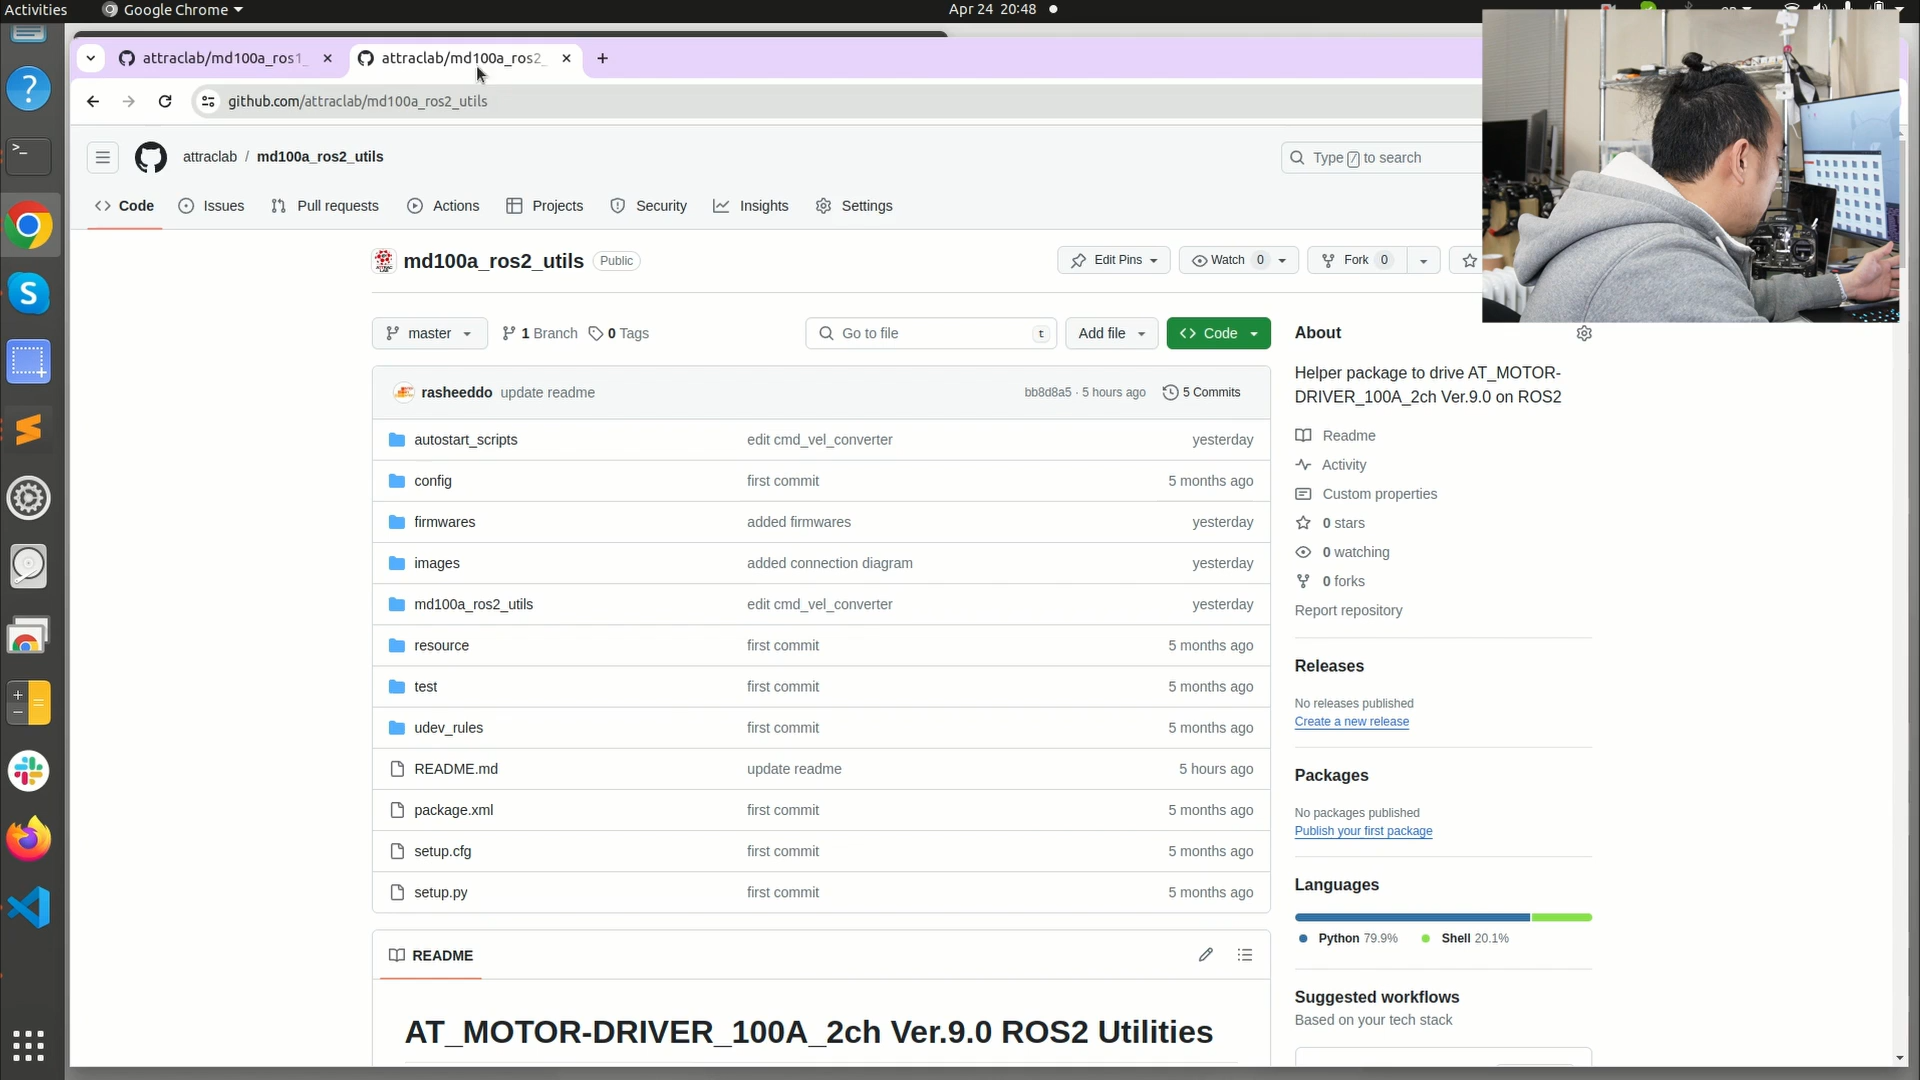 Activities
Google Chrome
Apr 24 20:48
attraclab/md100a_ros1_
attraclab/md100a_ros2_
github.com/attraclab/md100a_ros2_utils
attraclab / md100a_ros2_utils
Type / to search
Code
Issues
Pull requests
Actions
Projects
Security
Insights
Settings
md100a_ros2_utils
Public
Edit Pins
Watch 0
Fork 0
master
1 Branch
0 Tags
Go to file
t
Add file
Code
rasheeddo update readme
bb8d8a5 · 5 hours ago
5 Commits
autostart_scripts edit cmd_vel_converter yesterday
config first commit 5 months ago
firmwares added firmwares yesterday
images added connection diagram yesterday
md100a_ros2_utils edit cmd_vel_converter yesterday
resource first commit 5 months ago
test first commit 5 months ago
udev_rules first commit 5 months ago
README.md update readme 5 hours ago
package.xml first commit 5 months ago
setup.cfg first commit 5 months ago
setup.py first commit 5 months ago
README
AT_MOTOR-DRIVER_100A_2ch Ver.9.0 ROS2 Utilities
About
Helper package to drive AT_MOTOR-
DRIVER_100A_2ch Ver.9.0 on ROS2
Readme
Activity
Custom properties
0 stars
0 watching
0 forks
Report repository
Releases
No releases published
Create a new release
Packages
No packages published
Publish your first package
Languages
Python 79.9%
Shell 20.1%
Suggested workflows
Based on your tech stack